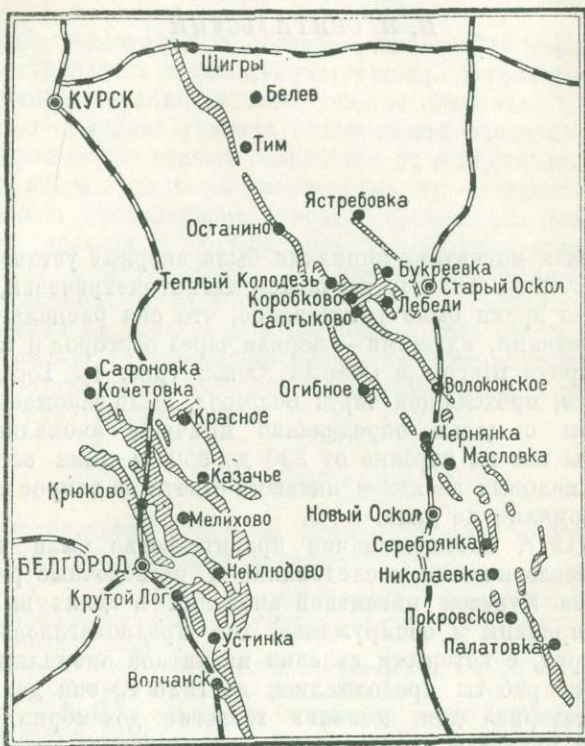 Щигры
КУРСК
Белев
Тим
Ястребовка
Останино
Букреевка
Теплый Колодезь
Старый Оскол
Коробково
Лебеди
Салтыково
Сафоновка
Кочетовка
Огибное
Волоконское
Красное
Чернянка
Масловка
Казачье
Крюково
Мелихово
Новый Оскол
Серебрянка
БЕЛГОРОД
Неклюдово
Николаевка
Крутой Лог
Покровское
Устинка
Палатовка
Волчанск